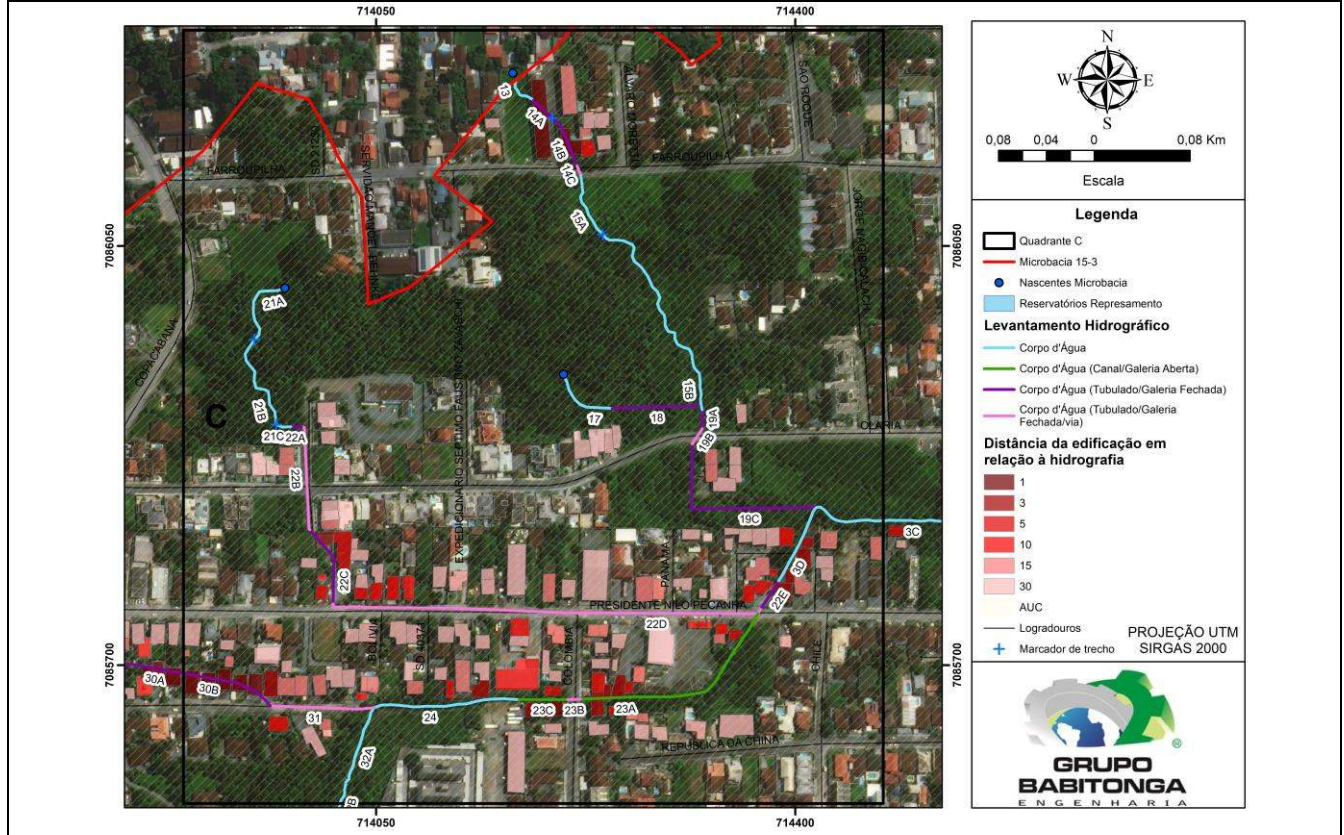 714050
714400
7086050
7085700
13
14A
14B
14C
15A
15B
17
18
19A
19B
19C
21A
21B
21C
22A
22B
22C
22D
22E
23A
23B
23C
24
30A
30B
31
32A
3C
3D
C
FARROUPILHA
FARROUPILHA
SÃO ROQUE
COPACABANA
OLARIA
PANAMÁ
PRESIDENTE NILO PEÇANHA
COLOMBIA
CHILE
REPUBLICA DA CHINA
7086050
7085700
714050
714400
N
W
E
S
0,08 0,04 0 0,08 Km
Escala
Legenda
Quadrante C
Microbacia 15-3
Nascentes Microbacia
Reservatórios Represamento
Levantamento Hidrográfico
Corpo d'Água
Corpo d'Água (Canal/Galeria Aberta)
Corpo d'Água (Tubulado/Galeria Fechada)
Corpo d'Água (Tubulado/Galeria
Fechada/via)
Distância da edificação em
relação à hidrografia
1
3
5
10
15
30
AUC
Logradouros
Marcador de trecho
PROJEÇÃO UTM
SIRGAS 2000
®
GRUPO
BABITONGA
ENGENHARIA